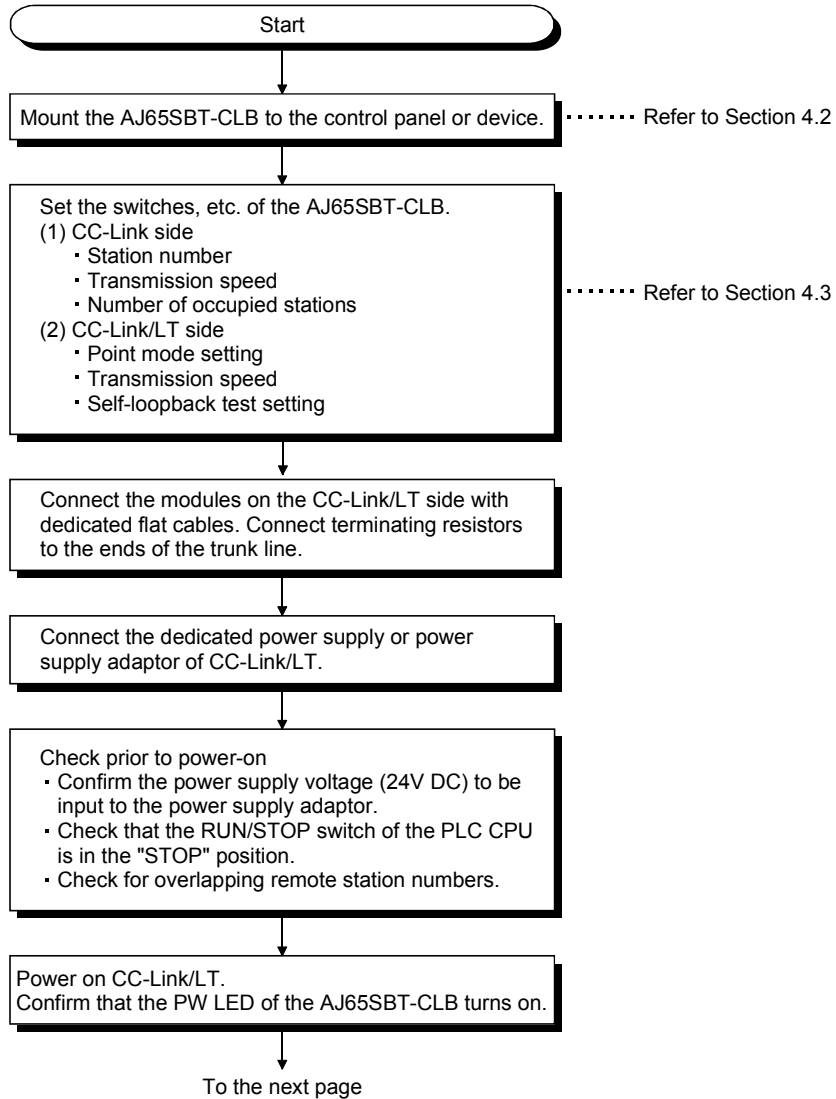 Start
Mount the AJ65SBT-CLB to the control panel or device.
Refer to Section 4.2
Set the switches, etc. of the AJ65SBT-CLB.
(1) CC-Link side
· Station number
· Transmission speed
· Number of occupied stations
(2) CC-Link/LT side
· Point mode setting
· Transmission speed
· Self-loopback test setting
Refer to Section 4.3
Connect the modules on the CC-Link/LT side with
dedicated flat cables. Connect terminating resistors
to the ends of the trunk line.
Connect the dedicated power supply or power
supply adaptor of CC-Link/LT.
Check prior to power-on
· Confirm the power supply voltage (24V DC) to be
input to the power supply adaptor.
· Check that the RUN/STOP switch of the PLC CPU
is in the "STOP" position.
· Check for overlapping remote station numbers.
Power on CC-Link/LT.
Confirm that the PW LED of the AJ65SBT-CLB turns on.
To the next page